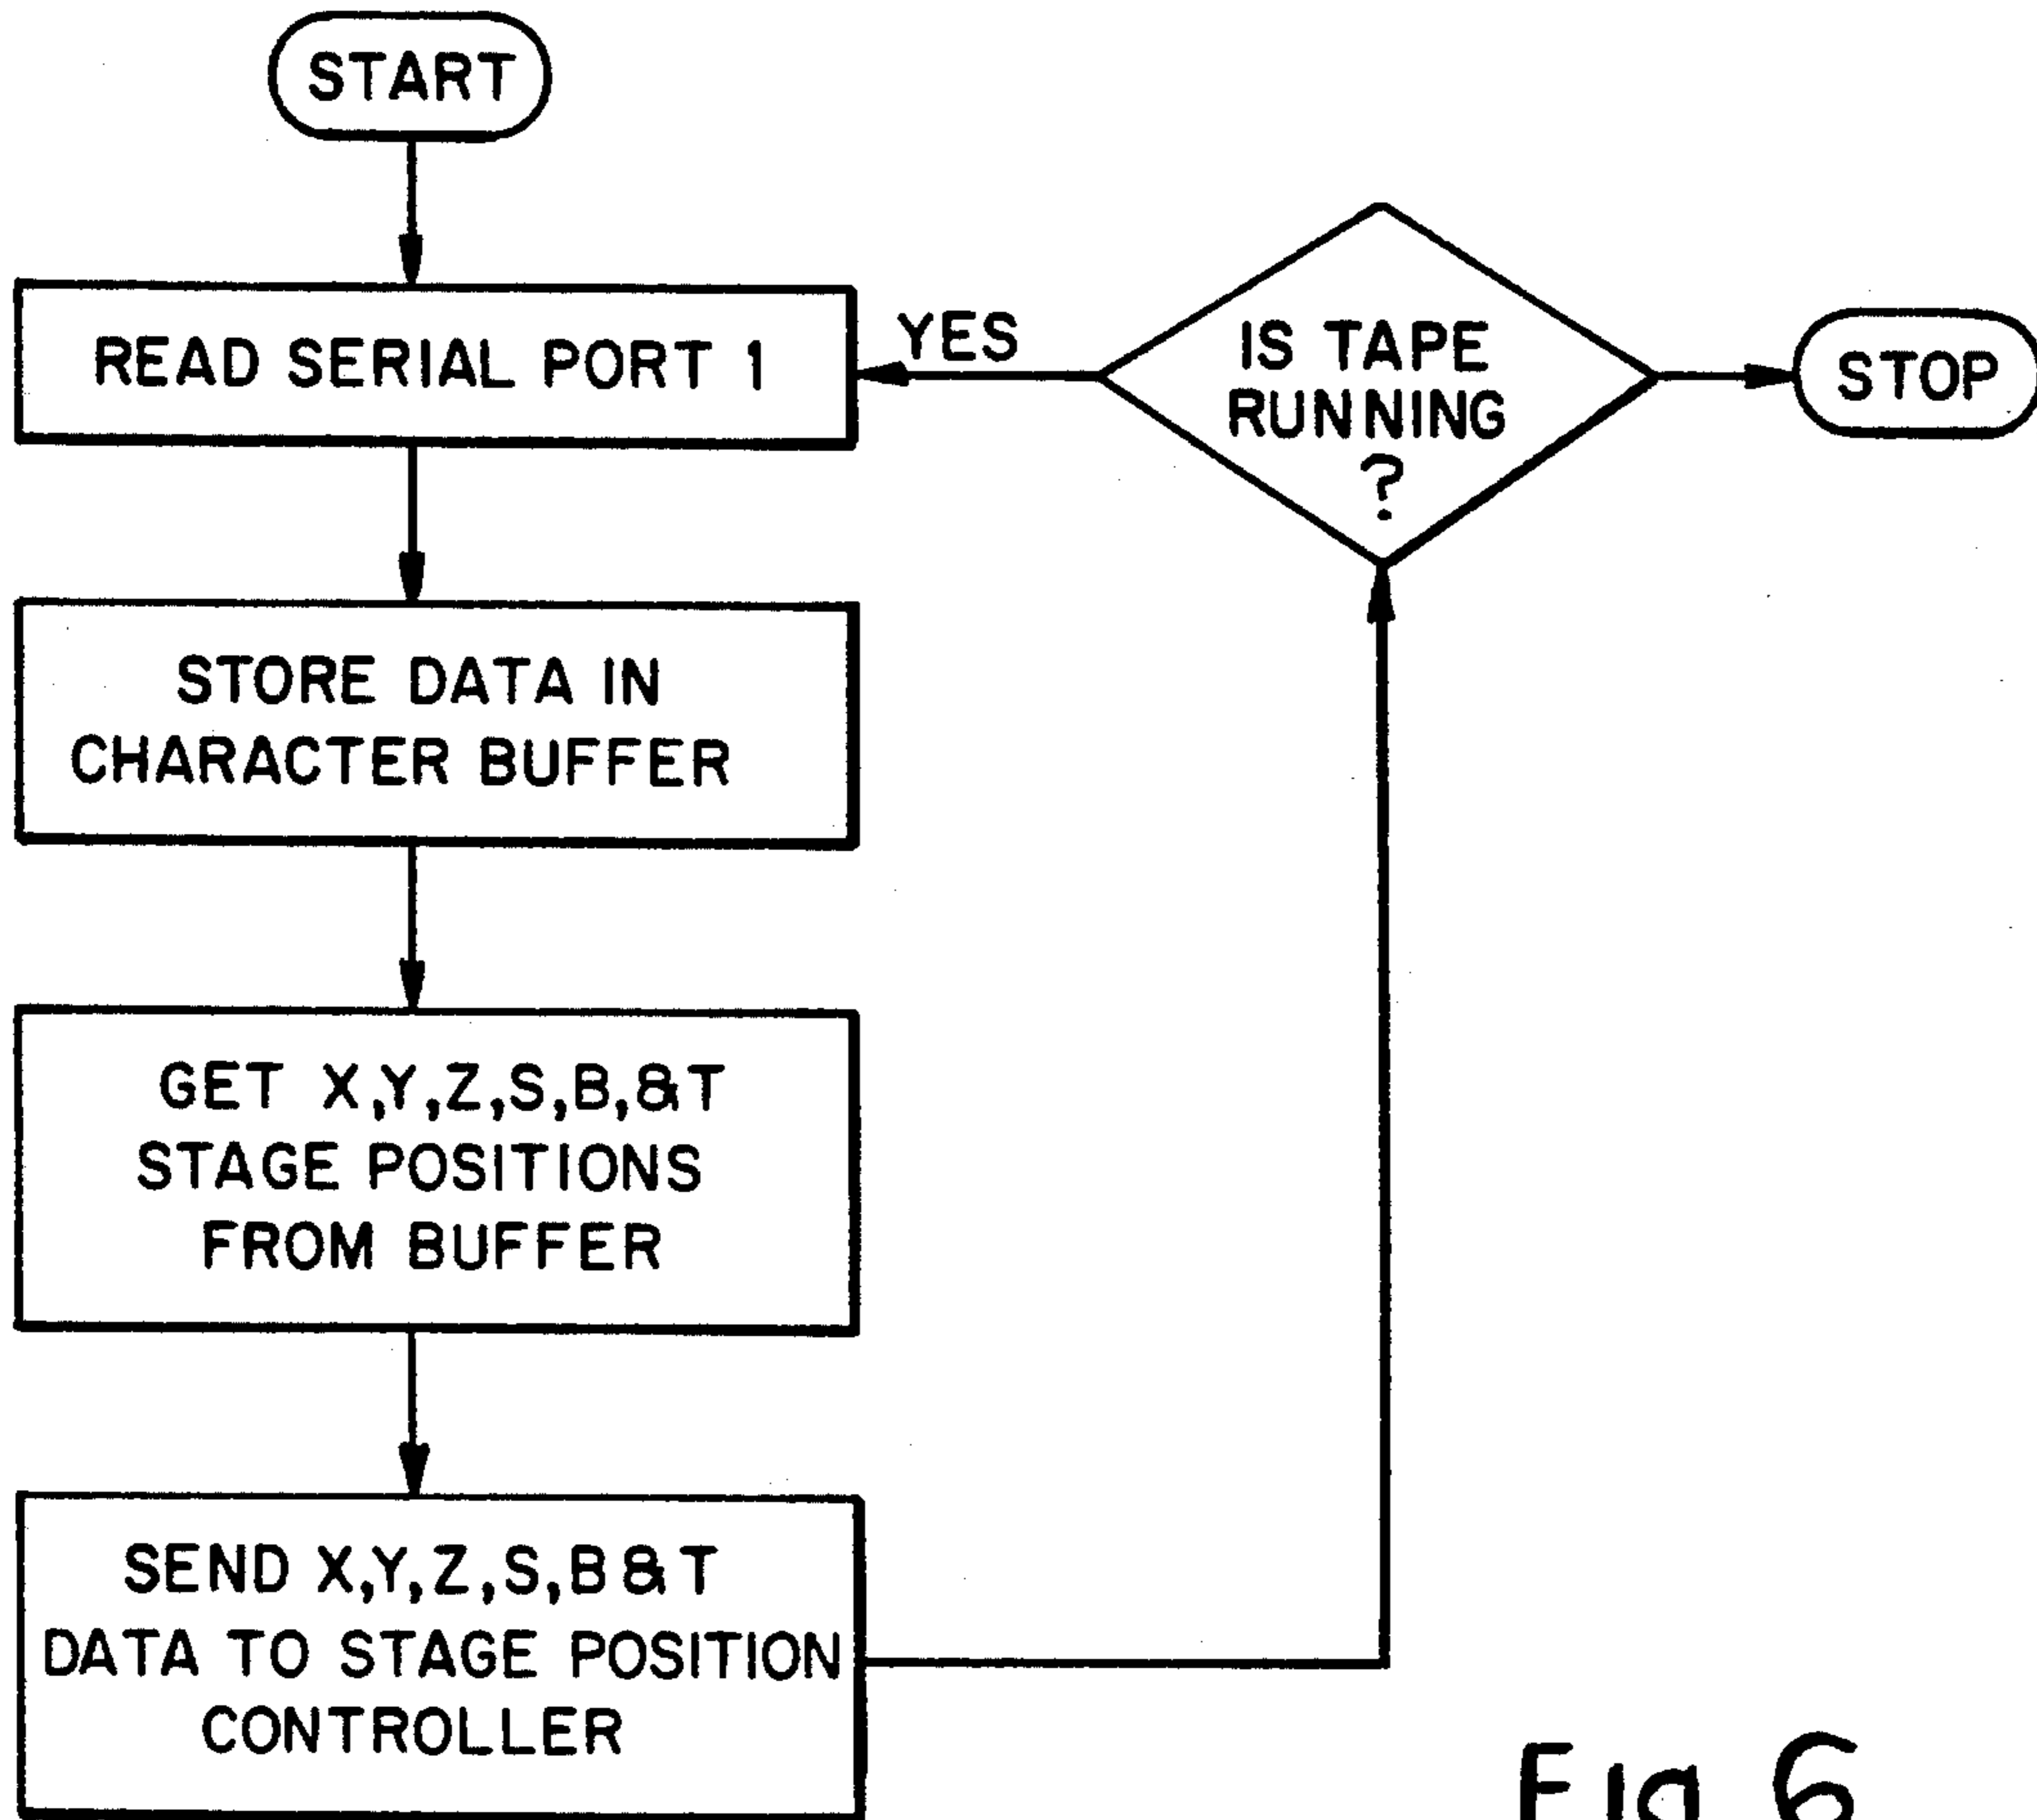 START
READ SERIAL PORT 1
YES
IS TAPE
RUNNING
?
STOP
STORE DATA IN
CHARACTER BUFFER
GET X,Y,Z,S,B,&T
STAGE POSITIONS
FROM BUFFER
SEND X,Y,Z,S,B&T
DATA TO STAGE POSITION
CONTROLLER
Fig 6